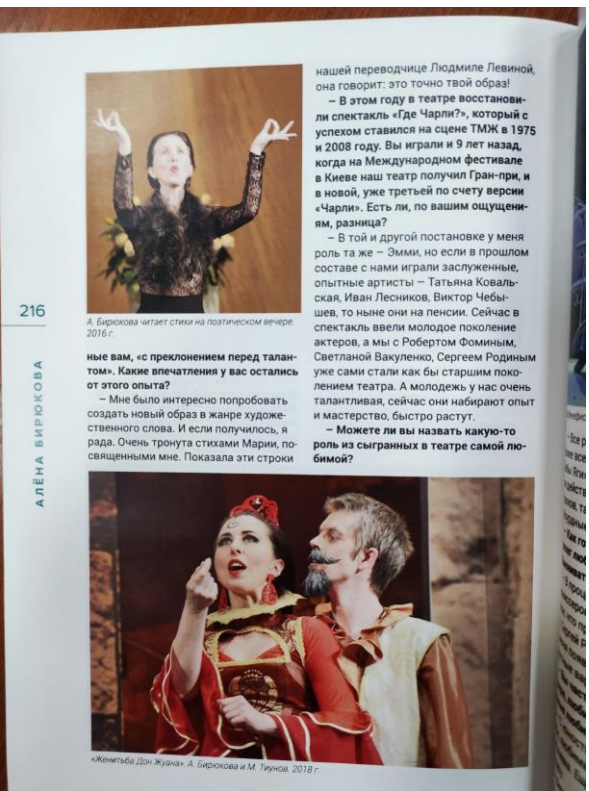 216
АЛЁНА БИРЮКОВА
А. Бирюкова читает стихи на поэтическом вечере.
2016 г.
ные вам, «с преклонением перед талан-
том». Какие впечатления у вас остались
от этого опыта?
– Мне было интересно попробовать
создать новый образ в жанре художе-
ственного слова. И если получилось, я
рада. Очень тронута стихами Марии, по-
священными мне. Показала эти строки
нашей переводчице Людмиле Левиной,
она говорит: это точно твой образ!
– В этом году в театре восстанови-
ли спектакль «Где Чарли?», который с
успехом ставился на сцене ТМЖ в 1975
и 2008 году. Вы играли и 9 лет назад,
когда на Международном фестивале
в Киеве наш театр получил Гран-при, и
в новой, уже третьей по счету версии
«Чарли». Есть ли, по вашим ощущени-
ям, разница?
– В той и другой постановке у меня
роль та же – Эмми, но если в прошлом
составе с нами играли заслуженные,
опытные артисты – Татьяна Коваль-
ская, Иван Лесников, Виктор Чебы-
шев, то ныне они на пенсии. Сейчас в
спектакль ввели молодое поколение
актеров, а мы с Робертом Фоминым,
Светланой Вакуленко, Сергеем Родиным
уже сами стали как бы старшим поко-
лением театра. А молодежь у нас очень
талантливая, сейчас они набирают опыт
и мастерство, быстро растут.
– Можете ли вы назвать какую-то
роль из сыгранных в театре самой лю-
бимой?
«Женитьба Дон Жуана». А. Бирюкова и М. Тиунов. 2018 г.